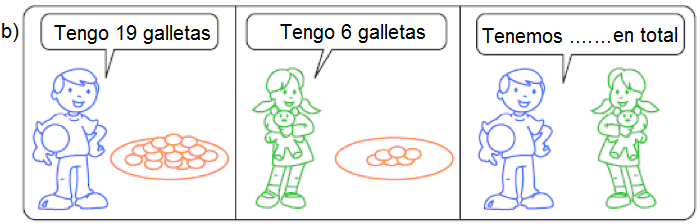 b)
Tengo 19 galletas
Tengo 6 galletas
Tenemos .......en total